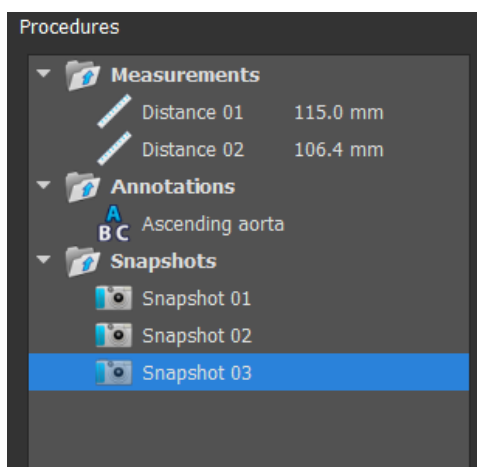 Procedures
Measurements
Distance 01 115.0 mm
Distance 02 106.4 mm
Annotations
A
B C Ascending aorta
Snapshots
Snapshot 01
Snapshot 02
Snapshot 03